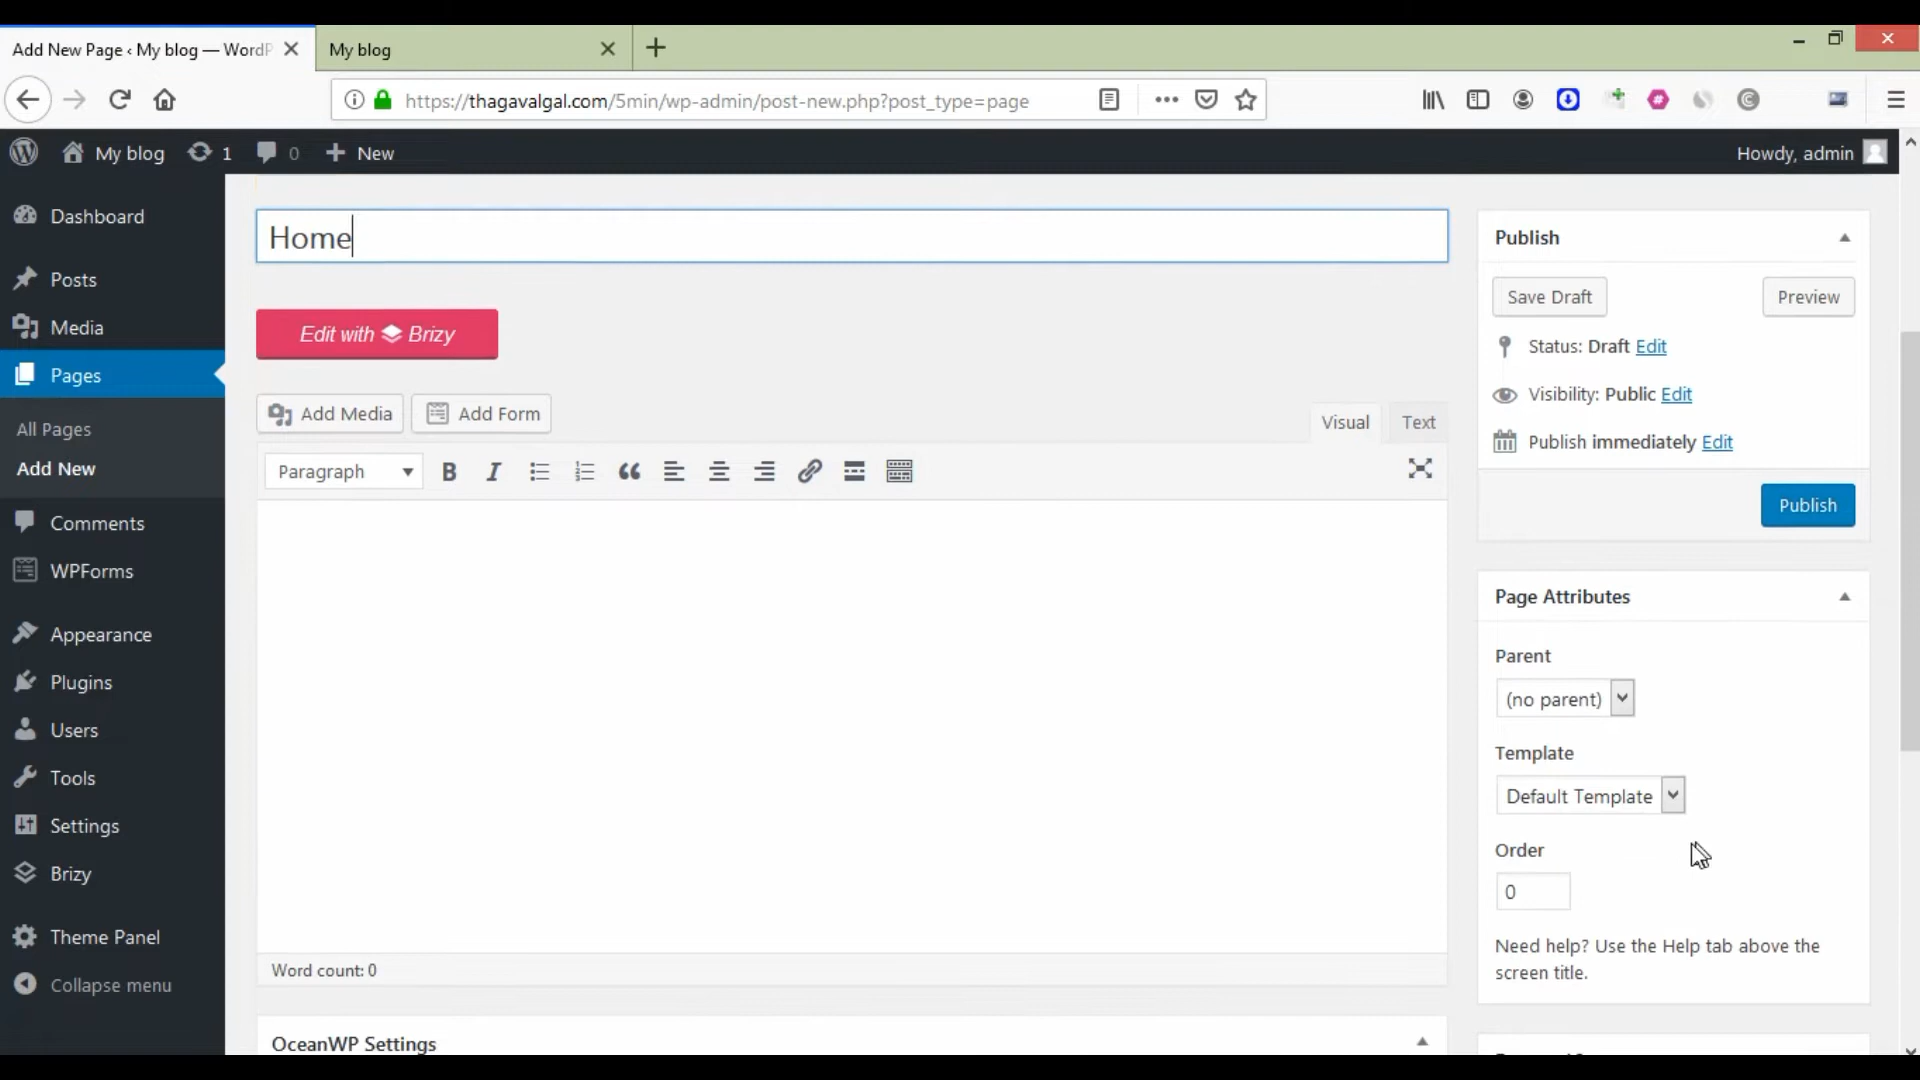 Add New Page ‹ My blog — WordP
My blog
https://thagavalgal.com/5min/wp-admin/post-new.php?post_type=page
My blog
1
0
New
Howdy, admin
Dashboard
Posts
Media
Pages
All Pages
Add New
Comments
WPForms
Appearance
Plugins
Users
Tools
Settings
Brizy
Theme Panel
Collapse menu
Home
Edit with Brizy
Add Media
Add Form
Visual
Text
Paragraph
B
I
Word count: 0
OceanWP Settings
Publish
Save Draft
Preview
Status: Draft Edit
Visibility: Public Edit
Publish immediately Edit
Publish
Page Attributes
Parent
(no parent)
Template
Default Template
Order
0
Need help? Use the Help tab above the
screen title.